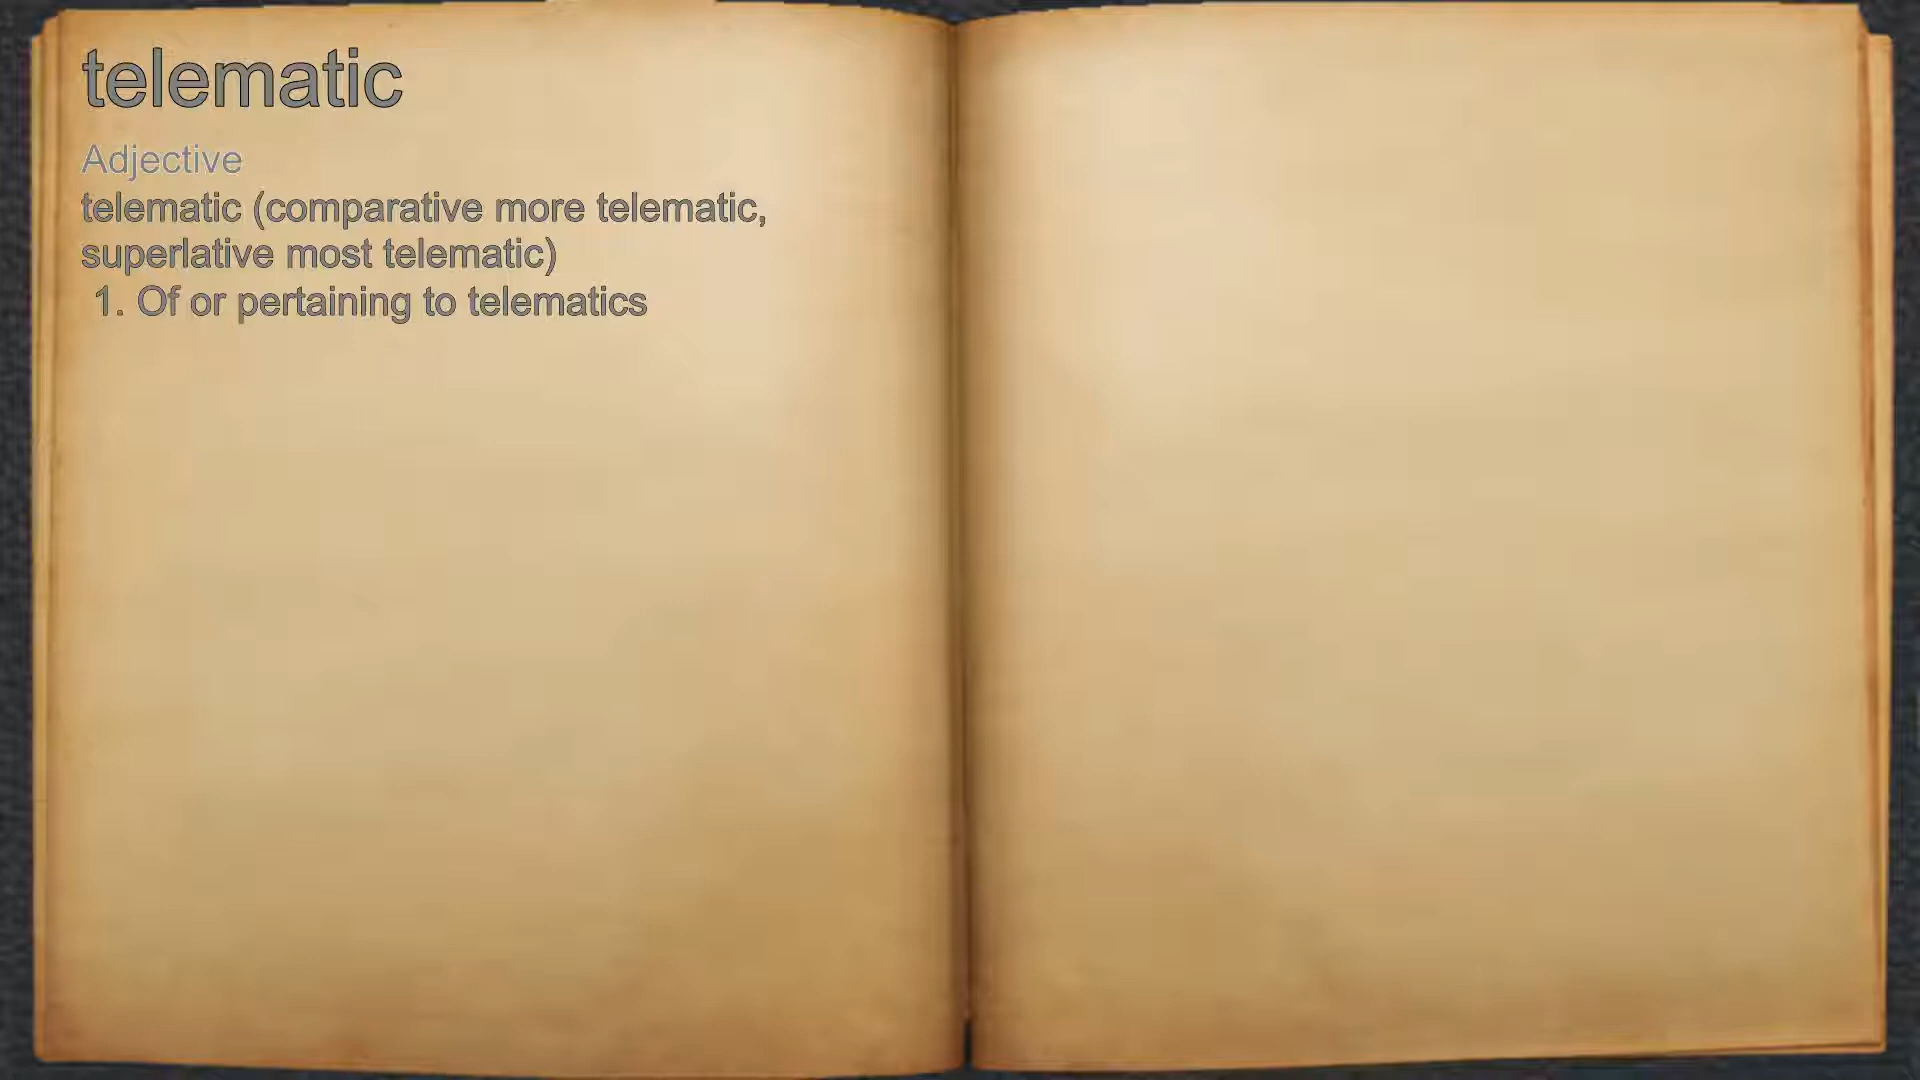 telematic
Adjective
telematic (comparative more telematic,
superlative most telematic)
1. Of or pertaining to telematics